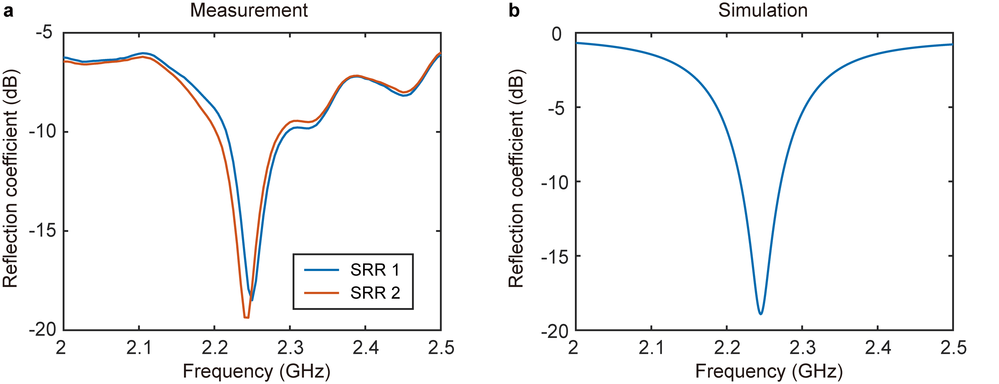 a
Measurement
Reflection coefficient (dB)
-5
-10
-15
-20
2 2.1 2.2 2.3 2.4 2.5
Frequency (GHz)
SRR 1
SRR 2
b
Simulation
Reflection coefficient (dB)
0
-5
-10
-15
-20
2 2.1 2.2 2.3 2.4 2.5
Frequency (GHz)